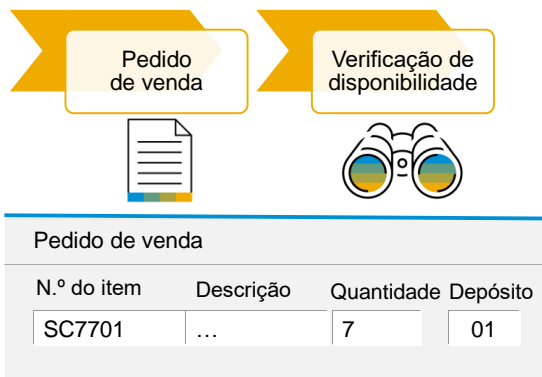 Pedido
de venda
Verificação de
disponibilidade
Pedido de venda
N.º do item Descrição Quantidade Depósito
SC7701 … 7 01